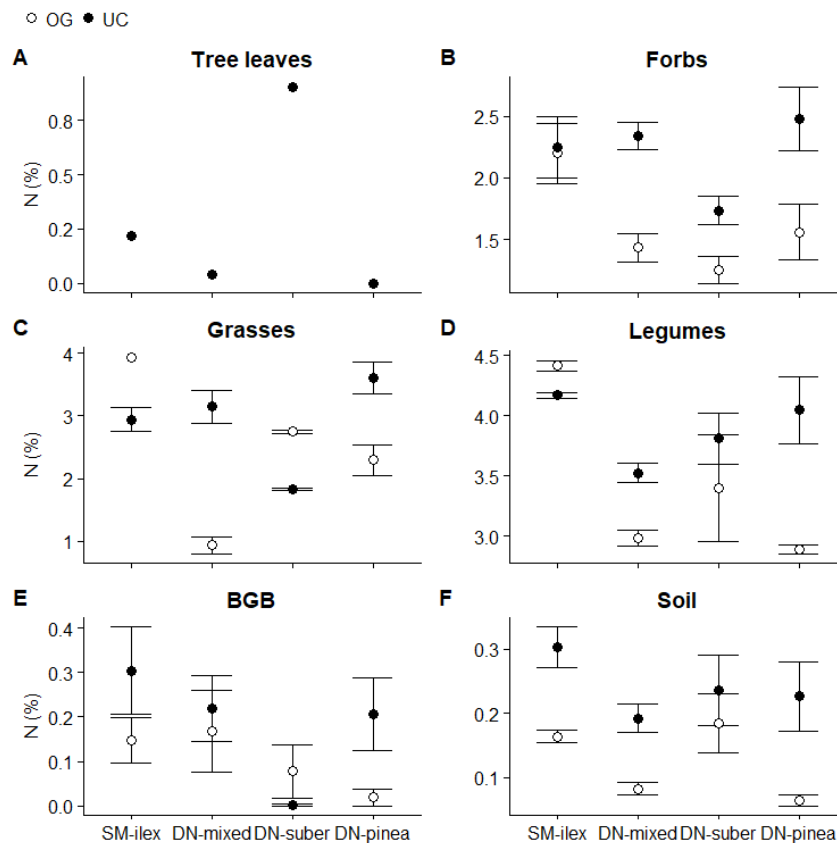 OG UC
A Tree leaves
N (%)
0.8
0.5
0.2
0.0
B Forbs
2.5
2.0
1.5
C Grasses
N (%)
4
3
2
1
D Legumes
4.5
4.0
3.5
3.0
E BGB
N (%)
0.4
0.3
0.2
0.1
0.0
SM-ilex DN-mixed DN-suber DN-pinea
F Soil
0.3
0.2
0.1
SM-ilex DN-mixed DN-suber DN-pinea